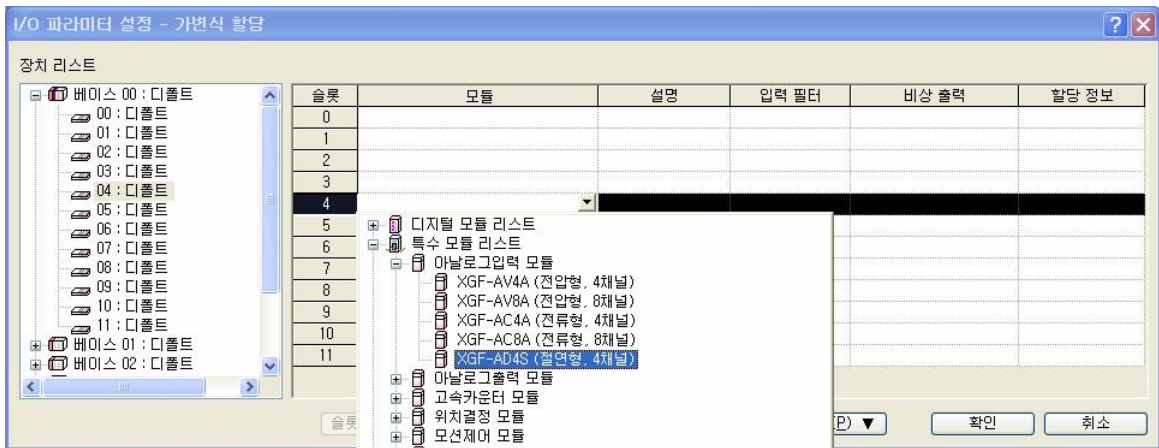 I/O 파라미터 설정 - 가변식 할당
장치 리스트
베이스 00 : 디폴트
00 : 디폴트
01 : 디폴트
02 : 디폴트
03 : 디폴트
04 : 디폴트
05 : 디폴트
06 : 디폴트
07 : 디폴트
08 : 디폴트
09 : 디폴트
10 : 디폴트
11 : 디폴트
베이스 01 : 디폴트
베이스 02 : 디폴트
슬롯 모듈 설명 입력 필터 비상 출력 할당 정보
0
1
2
3
4
5
6
7
8
9
10
11
디지털 모듈 리스트
특수 모듈 리스트
아날로그입력 모듈
XGF-AV4A (전압형, 4채널)
XGF-AV8A (전압형, 8채널)
XGF-AC4A (전류형, 4채널)
XGF-AC8A (전류형, 8채널)
XGF-AD4S (절연형, 4채널)
아날로그출력 모듈
고속카운터 모듈
위치결정 모듈
모션제어 모듈
슬롯 (P) ▼ 확인 취소